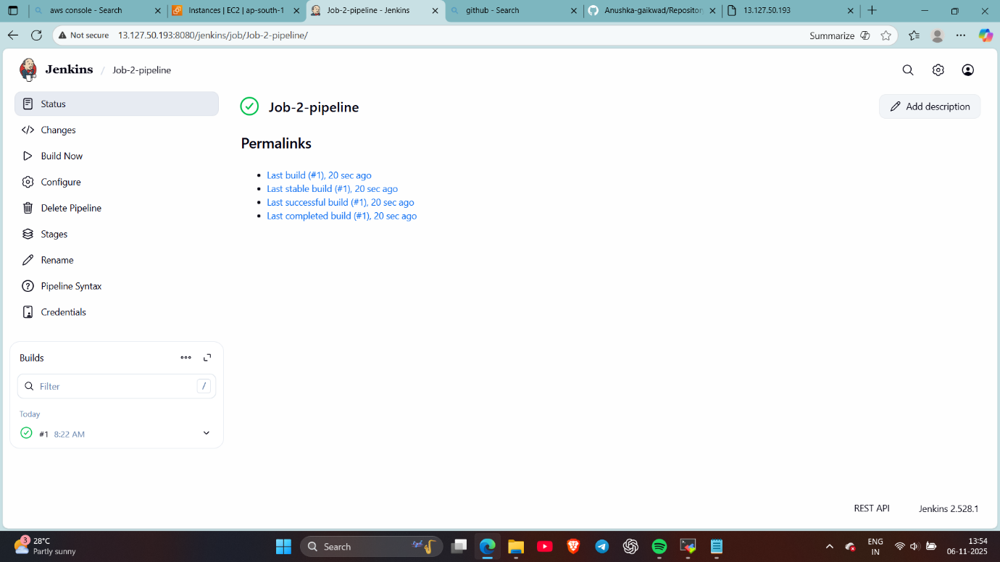 aws console - Search
Instances | EC2 | ap-south-1
Job-2-pipeline - Jenkins
github - Search
Anushka-gaikwad/Repository
13.127.50.193
Not secure
13.127.50.193:8080/jenkins/job/Job-2-pipeline/
Summarize
Jenkins / Job-2-pipeline
Status
Changes
Build Now
Configure
Delete Pipeline
Stages
Rename
Pipeline Syntax
Credentials
Builds
Filter
/
Today
#1 8:22 AM
Job-2-pipeline
Add description
Permalinks
Last build (#1), 20 sec ago
Last stable build (#1), 20 sec ago
Last successful build (#1), 20 sec ago
Last completed build (#1), 20 sec ago
REST API
Jenkins 2.528.1
3
28°C
Partly sunny
Search
ENG
IN
13:54
06-11-2025